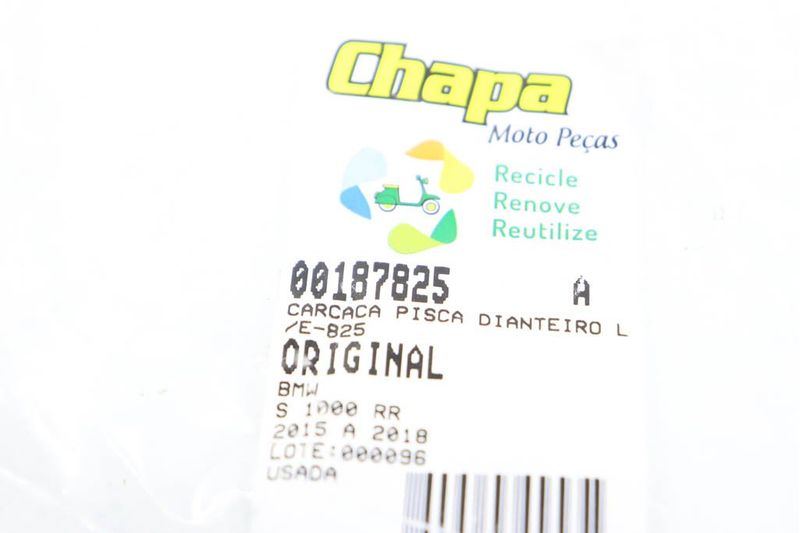 Chapa
Moto Peças
Recicle
Renove
Reutilize
00187825 A
CARCACA PISCA DIANTEIRO L
/E-825
ORIGINAL
BMW
S 1000 RR
2015 A 2018
LOTE:000096
USADA